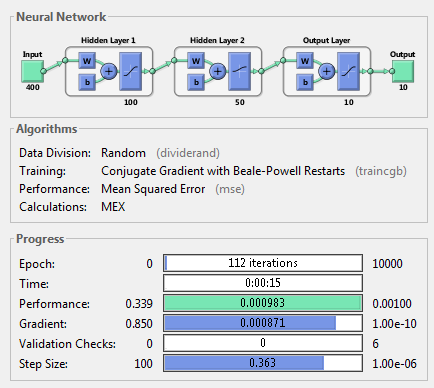 Neural Network
Hidden Layer 1 Hidden Layer 2 Output Layer
Input Output
W W W
b b b
+ + +
400 10
100 50 10
Algorithms
Data Division: Random (dividerand)
Training: Conjugate Gradient with Beale-Powell Restarts (traincgb)
Performance: Mean Squared Error (mse)
Calculations: MEX
Progress
Epoch: 0 112 iterations 10000
Time: 0:00:15
Performance: 0.339 0.000983 0.00100
Gradient: 0.850 0.000871 1.00e-10
Validation Checks: 0 0 6
Step Size: 100 0.363 1.00e-06